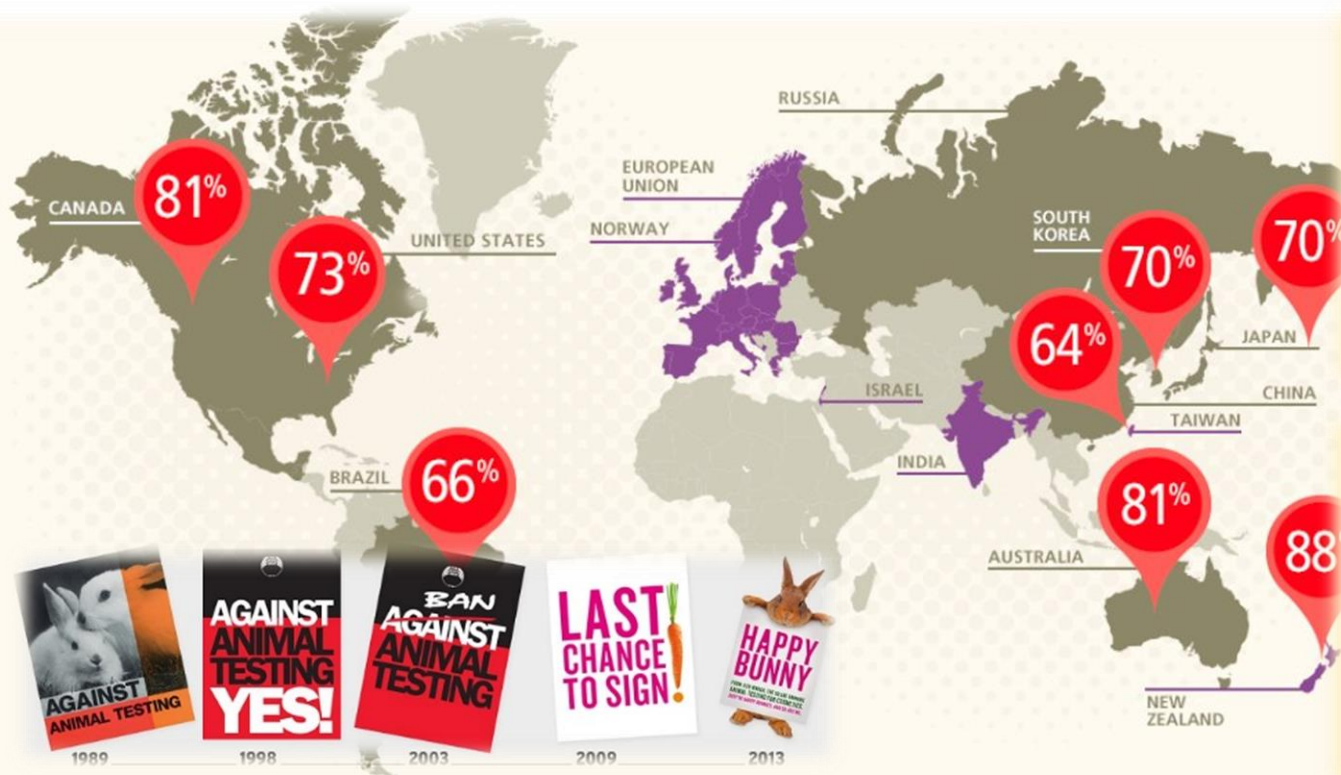 RUSSIA
EUROPEAN
UNION
NORWAY
CANADA
81%
UNITED STATES
73%
SOUTH
KOREA
70%
70%
64%
JAPAN
ISRAEL
CHINA
TAIWAN
INDIA
BRAZIL
66%
81%
AUSTRALIA
88
NEW
ZEALAND
AGAINST
ANIMAL TESTING
AGAINST
ANIMAL
TESTING
YES!
BAN
AGAINST
ANIMAL
TESTING
LAST
CHANCE
TO SIGN
HAPPY
BUNNY
1989
1998
2003
2009
2013